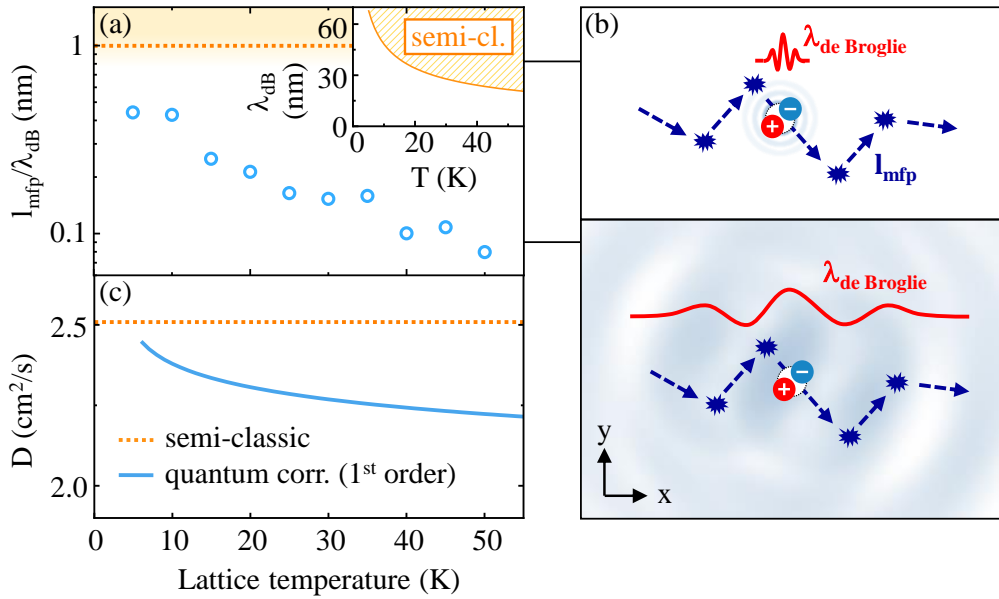 (a)
1
0.1
l_mfp/λ_dB (nm)
60
30
0
λ_dB
(nm)
semi-cl.
20
40
T (K)
(b)
λ_de Broglie
+
−
l_mfp
λ_de Broglie
+
−
y
x
(c)
2.5
2.0
D (cm²/s)
semi-classic
quantum corr. (1ˢᵗ order)
0 10 20 30 40 50
Lattice temperature (K)